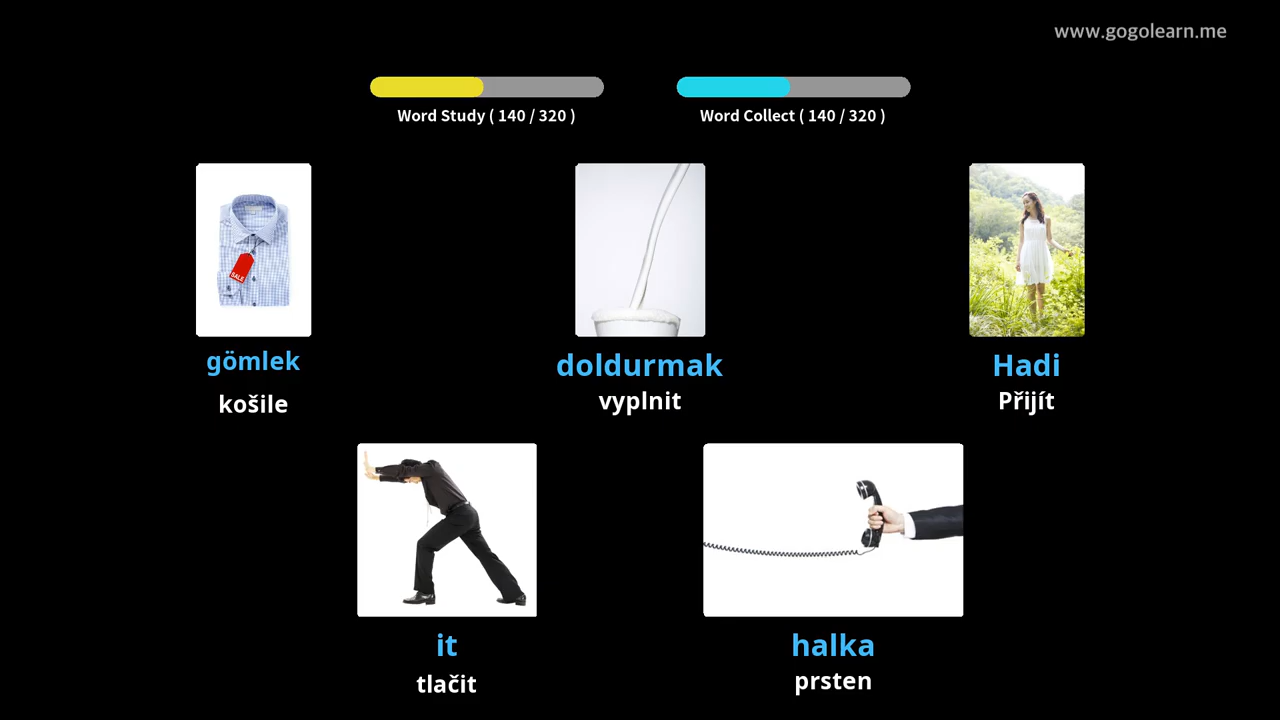 www.gogolearn.me
Word Study ( 140 / 320 )
Word Collect ( 140 / 320 )
SALE
gömlek
košile
doldurmak
vyplnit
Hadi
Přijít
it
tlačit
halka
prsten